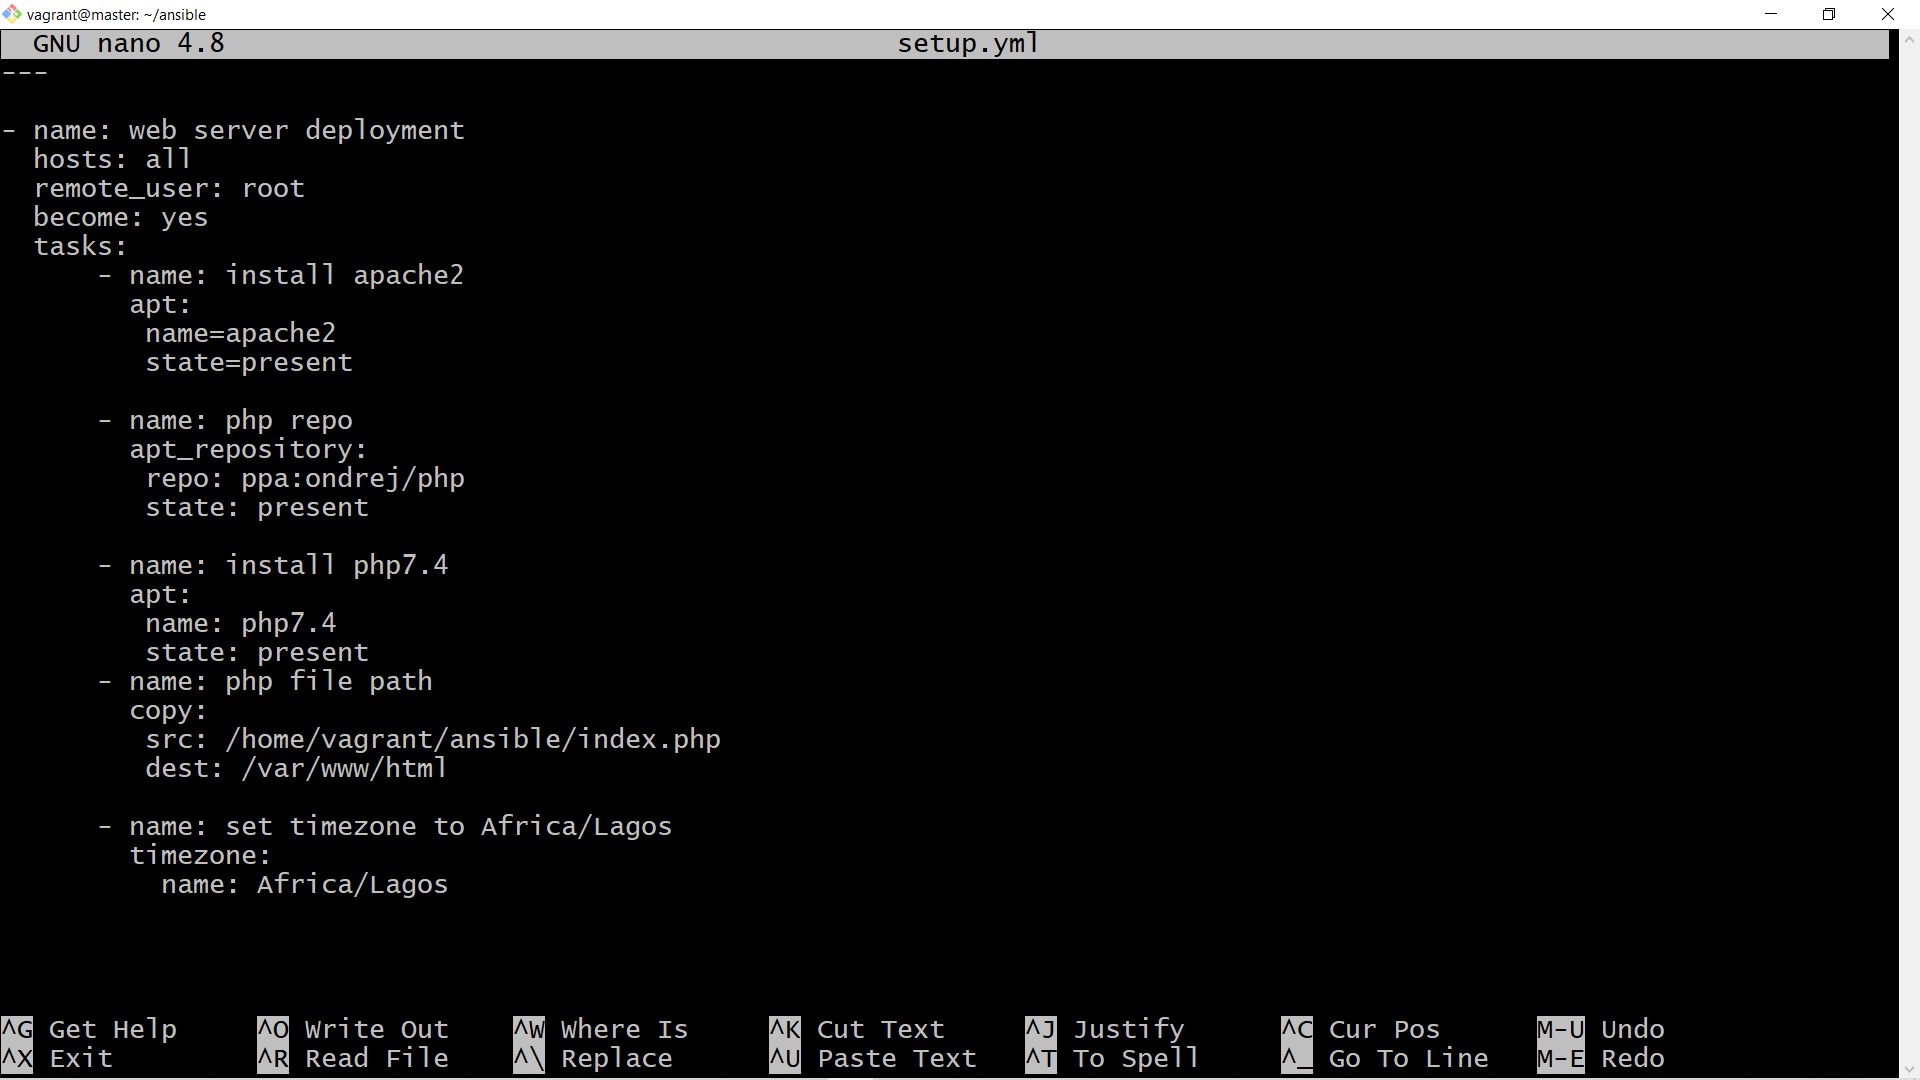 vagrant@master: ~/ansible
GNU nano 4.8 setup.yml
---
- name: web server deployment
  hosts: all
  remote_user: root
  become: yes
  tasks:
      - name: install apache2
        apt:
         name=apache2
         state=present

      - name: php repo
        apt_repository:
         repo: ppa:ondrej/php
         state: present

      - name: install php7.4
        apt:
         name: php7.4
         state: present
      - name: php file path
        copy:
         src: /home/vagrant/ansible/index.php
         dest: /var/www/html

      - name: set timezone to Africa/Lagos
        timezone:
          name: Africa/Lagos

^G Get Help ^O Write Out ^W Where Is ^K Cut Text ^J Justify ^C Cur Pos M-U Undo
^X Exit ^R Read File ^\ Replace ^U Paste Text ^T To Spell ^_ Go To Line M-E Redo